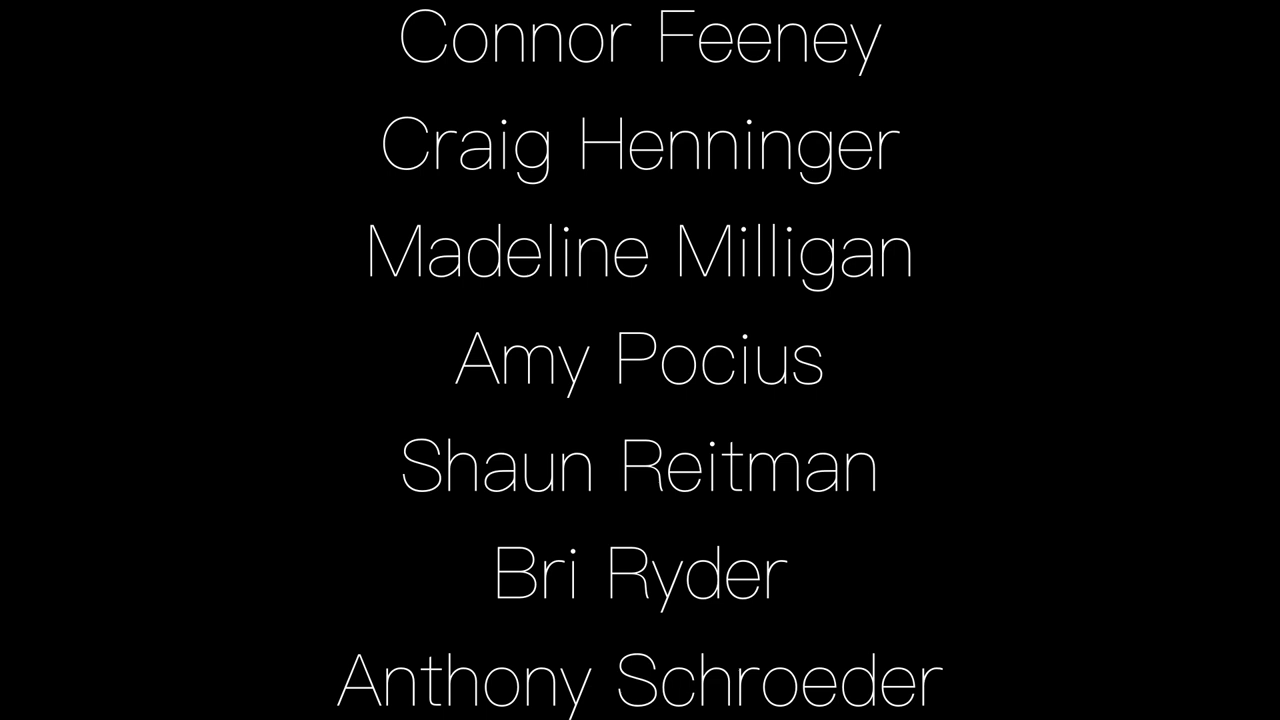 Connor Feeney
Craig Henninger
Madeline Milligan
Amy Pocius
Shaun Reitman
Bri Ryder
Anthony Schroeder